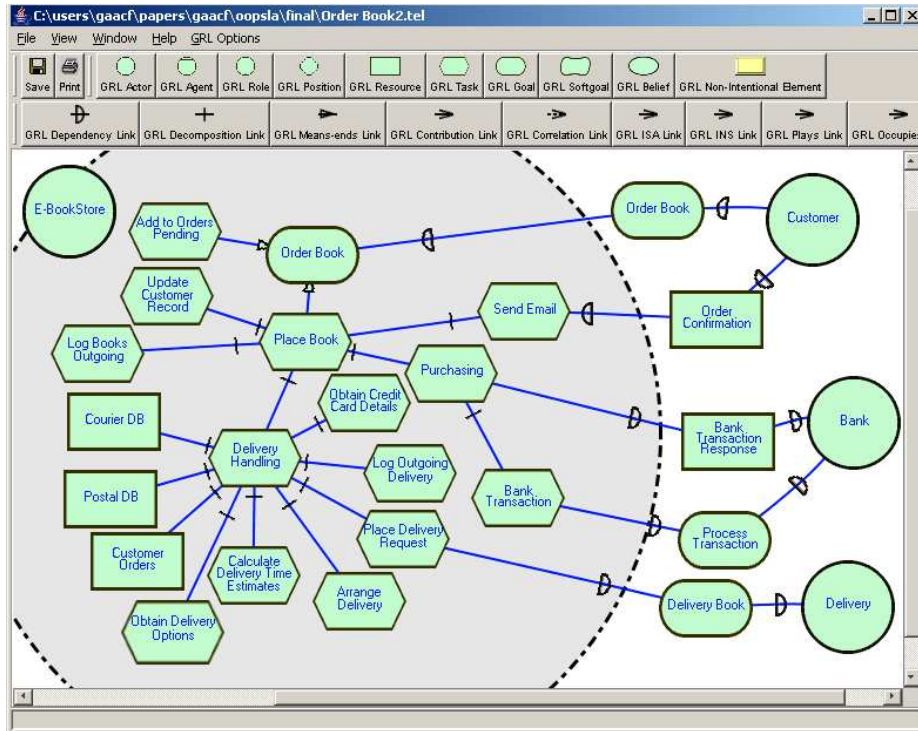 C:\users\gaacf\papers\gaacf\oopsla\final\Order Book2.tel
File View Window Help GRL Options
Save Print GRL Actor GRL Agent GRL Role GRL Position GRL Resource GRL Task GRL Goal GRL Softgoal GRL Belief GRL Non-Intentional Element
GRL Dependency Link GRL Decomposition Link GRL Means-ends Link GRL Contribution Link GRL Correlation Link GRL ISA Link GRL INS Link GRL Plays Link GRL Occupie
E-BookStore
Add to Orders
Pending
Order Book
Order Book
Customer
Update
Customer
Record
Send Email
Order
Confirmation
Log Books
Outgoing
Place Book
Purchasing
Obtain Credit
Card Details
Courier DB
Delivery
Handling
Bank
Transaction
Response
Bank
Log Outgoing
Delivery
Postal DB
Bank
Transaction
Place Delivery
Request
Process
Transaction
Customer
Orders
Calculate
Delivery Time
Estimates
Arrange
Delivery
Delivery Book
Delivery
Obtain Delivery
Options